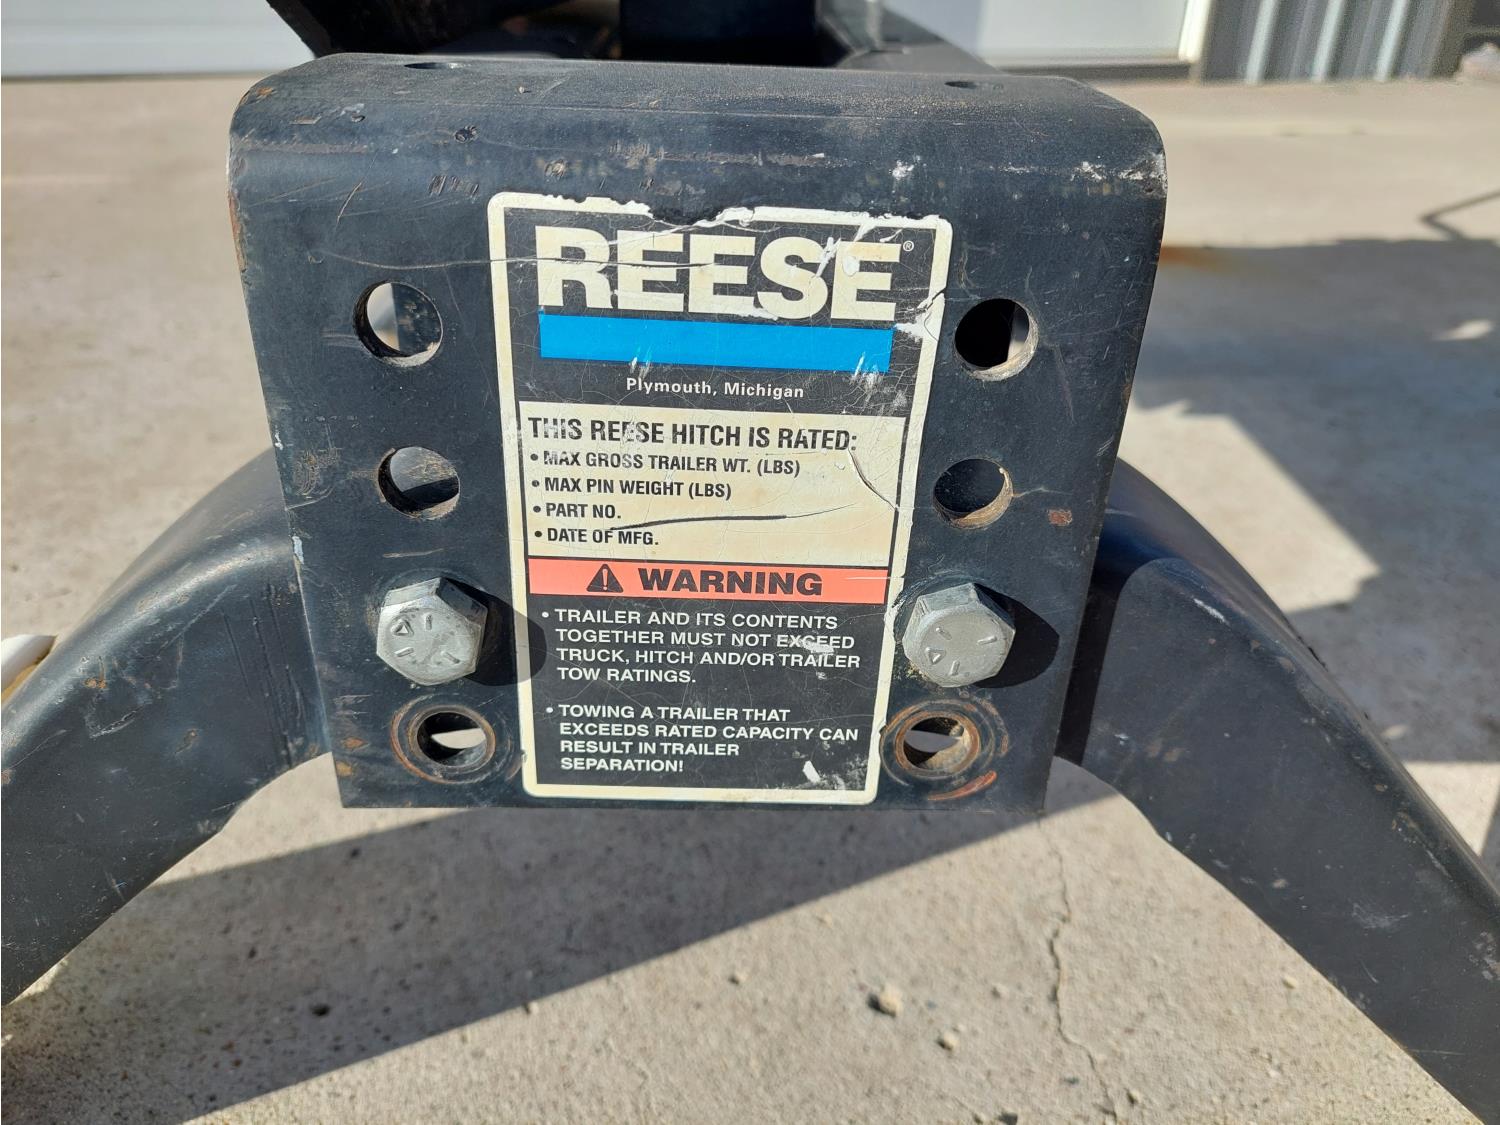 REESE®
Plymouth, Michigan
THIS REESE HITCH IS RATED:
• MAX GROSS TRAILER WT. (LBS)
• MAX PIN WEIGHT (LBS)
• PART NO.
• DATE OF MFG.
WARNING
• TRAILER AND ITS CONTENTS
TOGETHER MUST NOT EXCEED
TRUCK, HITCH AND/OR TRAILER
TOW RATINGS.
• TOWING A TRAILER THAT
EXCEEDS RATED CAPACITY CAN
RESULT IN TRAILER
SEPARATION!